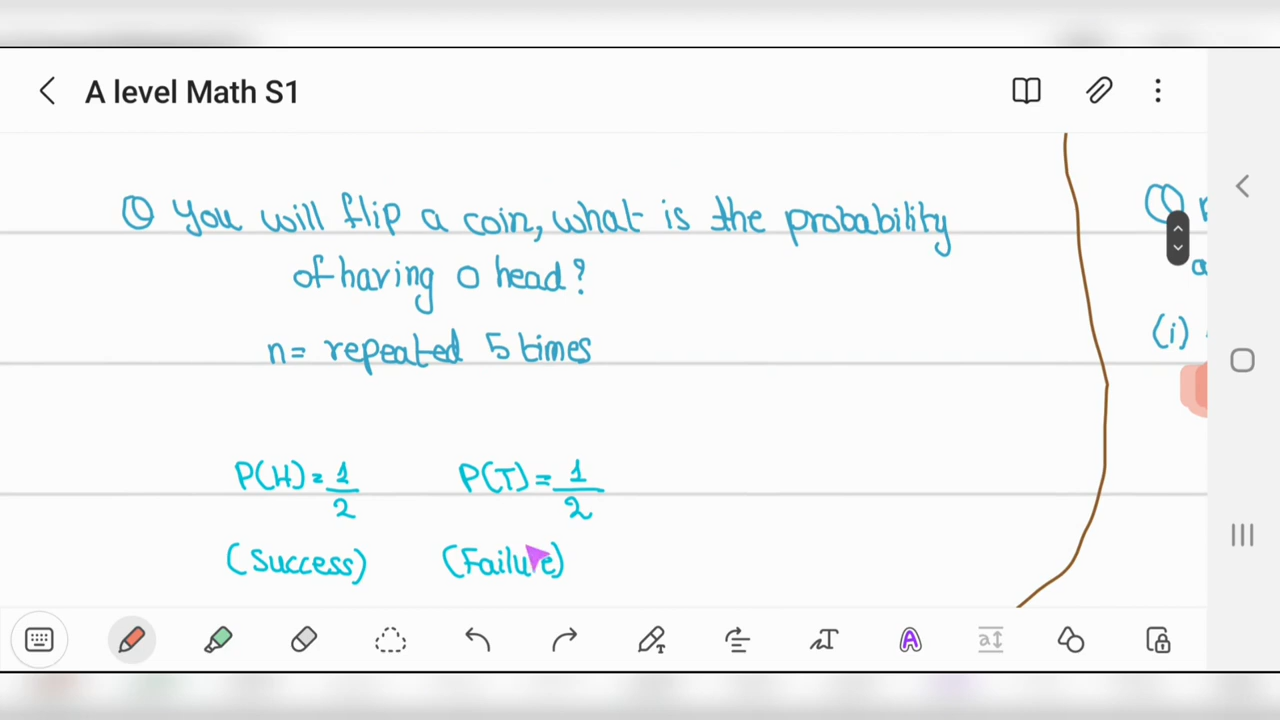 A level Math S1
Q You will flip a coin, what is the probability
of having 0 head?
n= repeated 5 times
P(H) = 1/2 P(T) = 1/2
(Success) (Failure)
Q
a
(i)